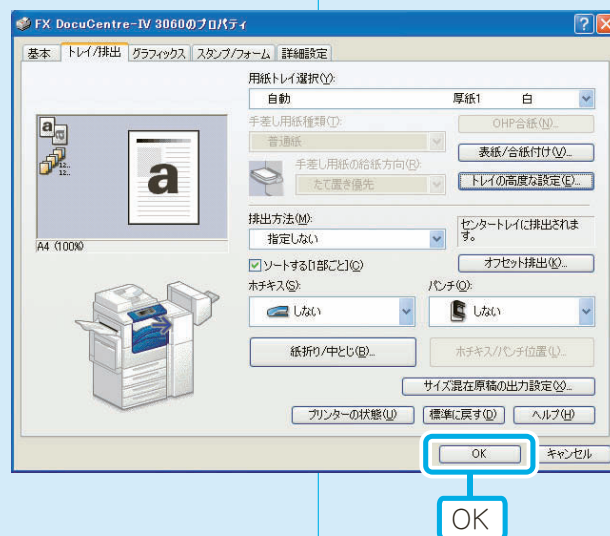 FX DocuCentre-IV 3060のプロパティ
基本 トレイ/排出 グラフィックス スタンプ/フォーム 詳細設定
用紙トレイ選択(Y):
自動 厚紙1 白
手差し用紙種類(T): OHP合紙(N)...
普通紙 表紙/合紙付け(V)...
手差し用紙の給紙方向(R):
たて置き優先 トレイの高度な設定(E)...
排出方法(M): センタートレイに排出されま
指定しない す。
A4 (100%)
ソートする[1部ごと](C) オフセット排出(K)...
ホチキス(S): パンチ(O):
しない しない
紙折り/中とじ(B)... ホチキス/パンチ位置(L)...
サイズ混在原稿の出力設定(X)...
プリンターの状態(U) 標準に戻す(D) ヘルプ(H)
OK キャンセル
OK